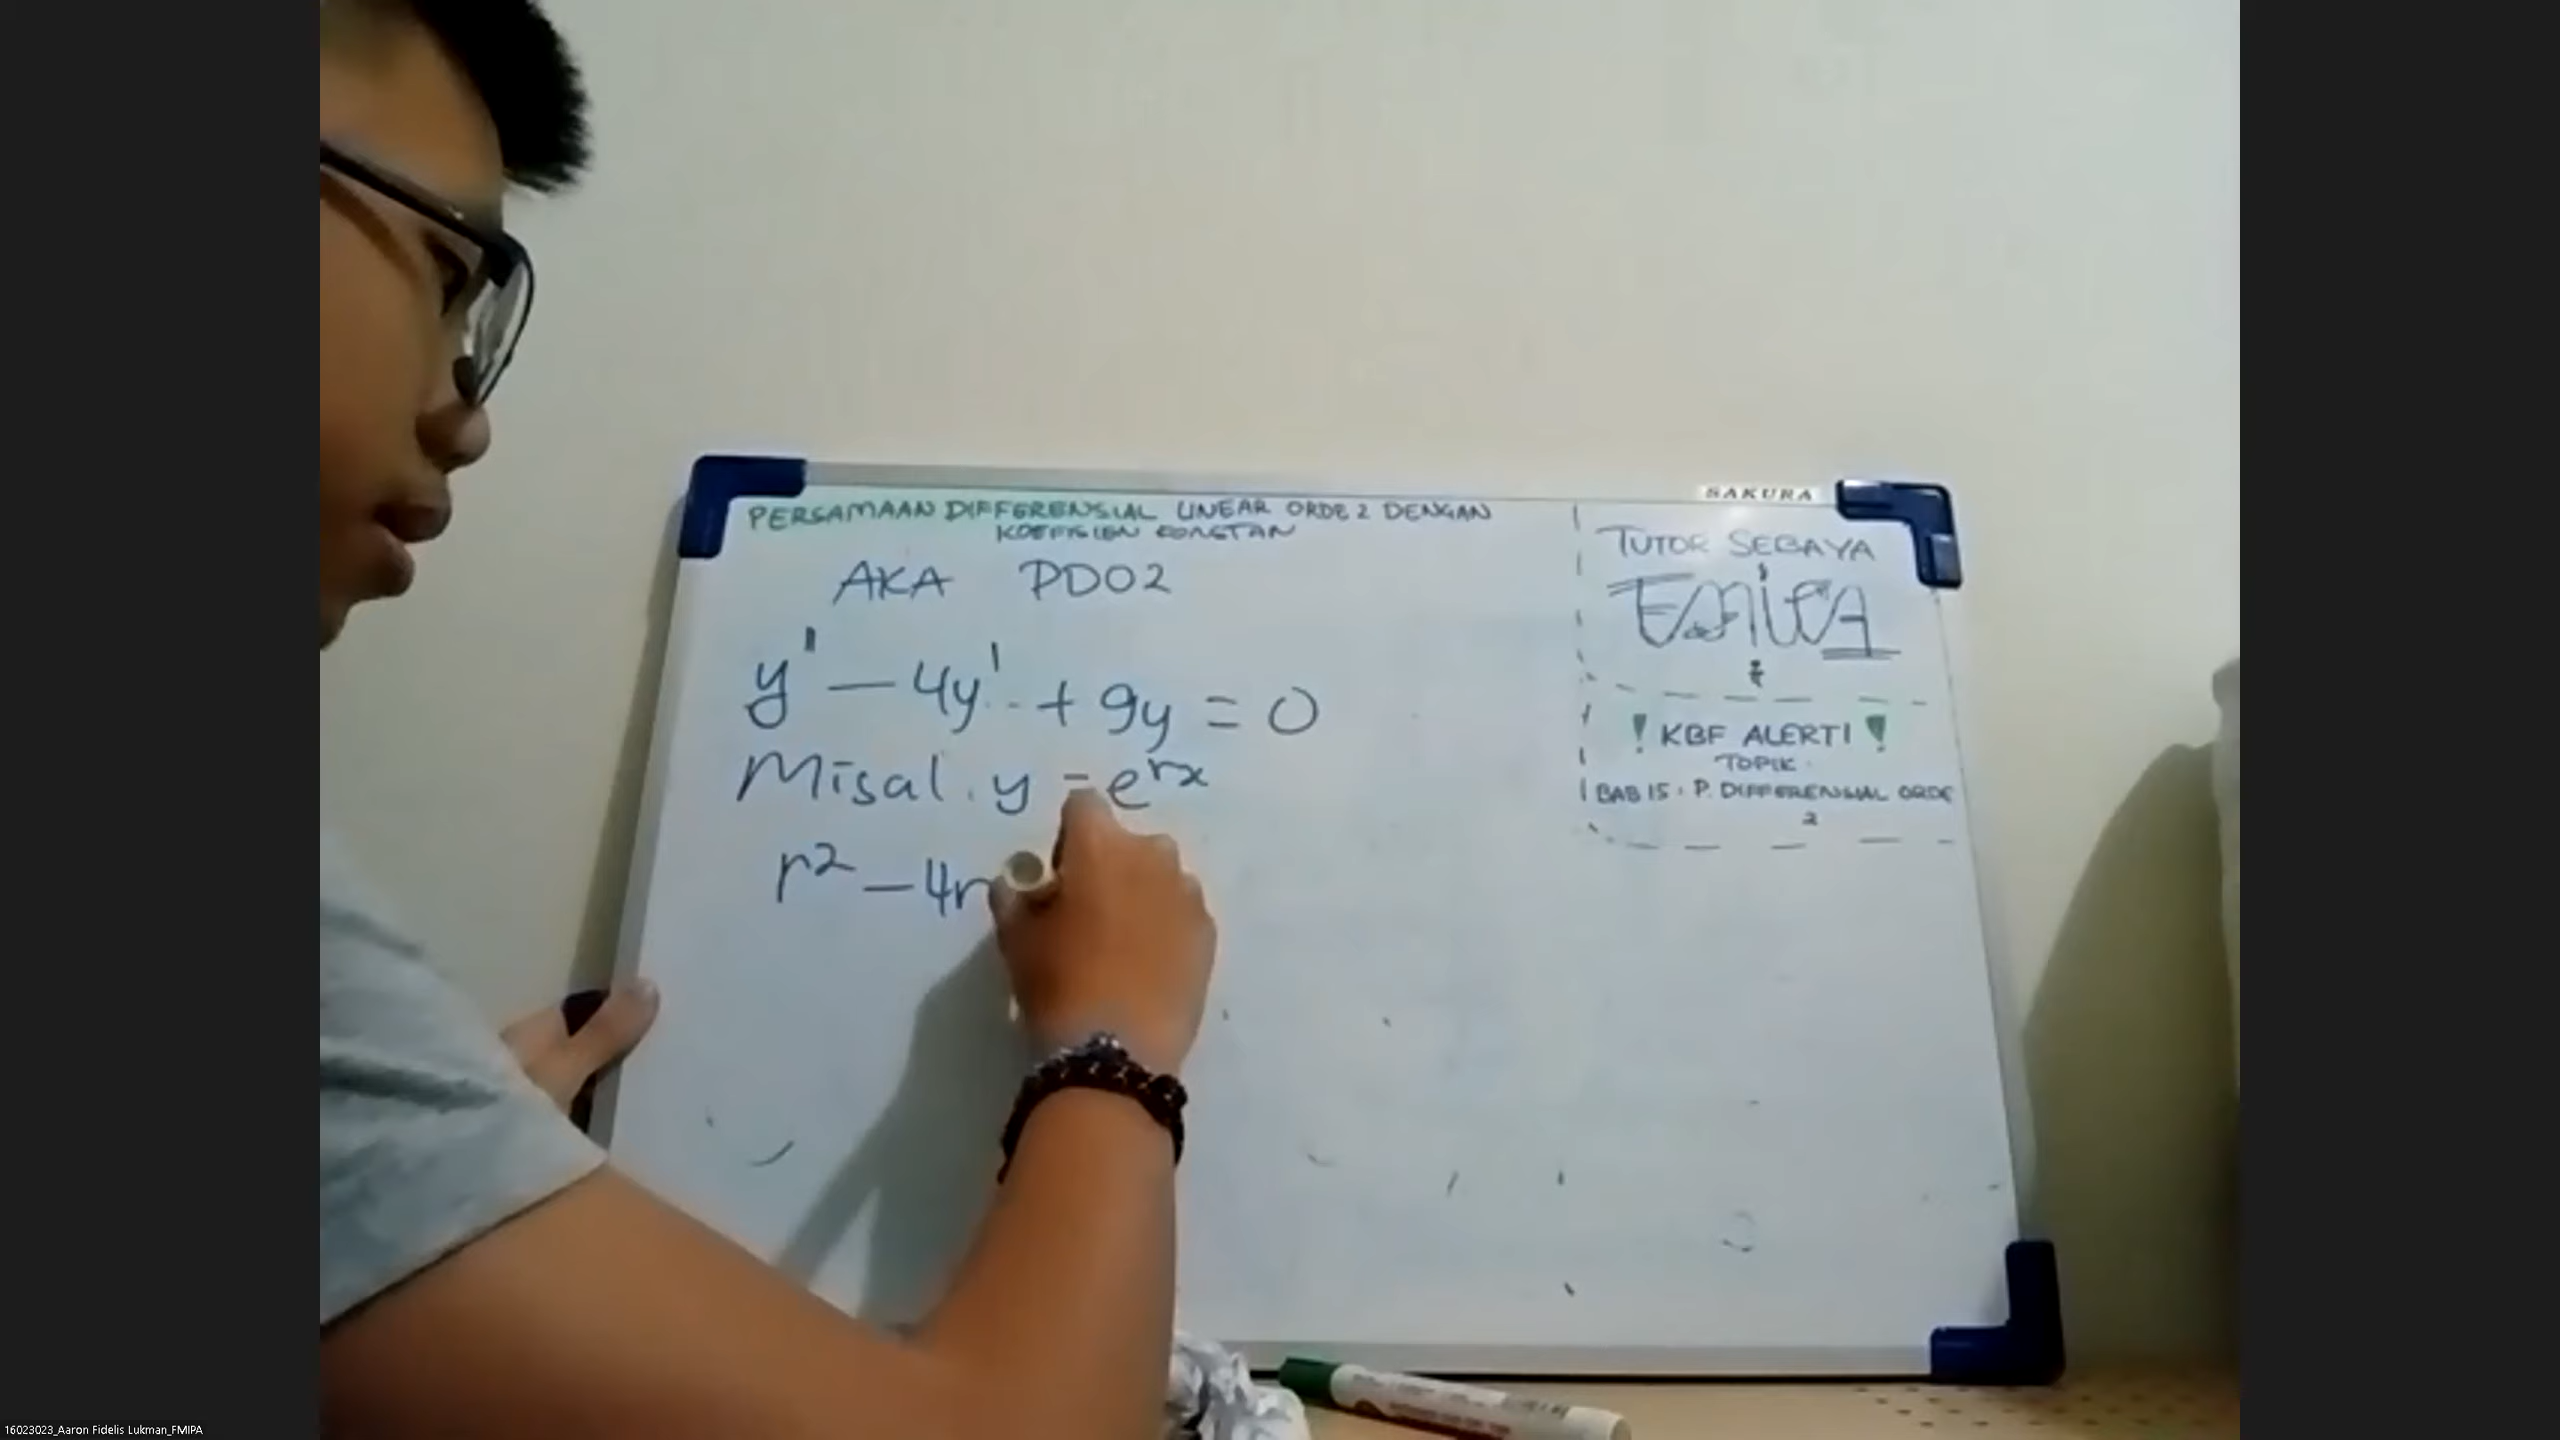 SAKURA
PERSAMAAN DIFFERENSIAL LINEAR ORDE 2 DENGAN
KOEFISIEN KONSTAN
AKA PDO2
y" − 4y' + 9y = 0
Misal. y = e^rx
r² − 4r
TUTOR SEBAYA
FMIPA
! KBF ALERT! !
TOPIK
BAB 15 : P. DIFFERENSIAL ORDE
2
16023023_Aaron Fidelis Lukman_FMIPA